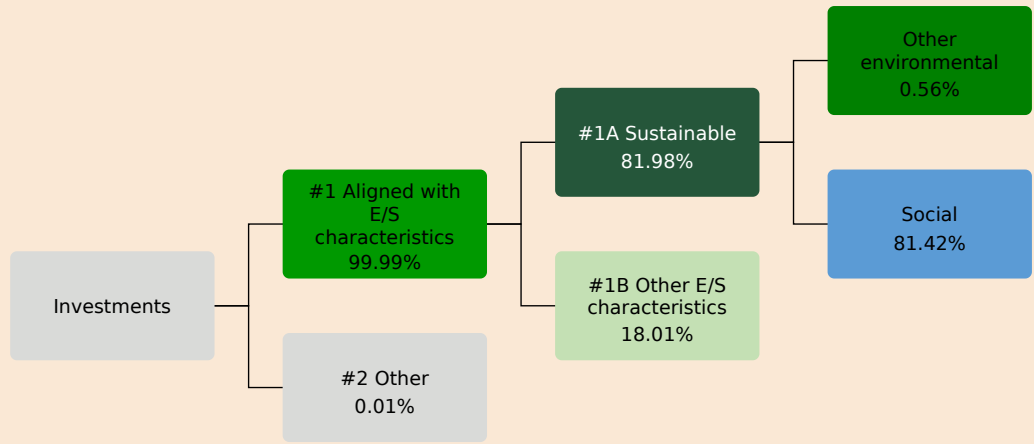 Investments
#1 Aligned with
E/S
characteristics
99.99%
#2 Other
0.01%
#1A Sustainable
81.98%
#1B Other E/S
characteristics
18.01%
Other
environmental
0.56%
Social
81.42%